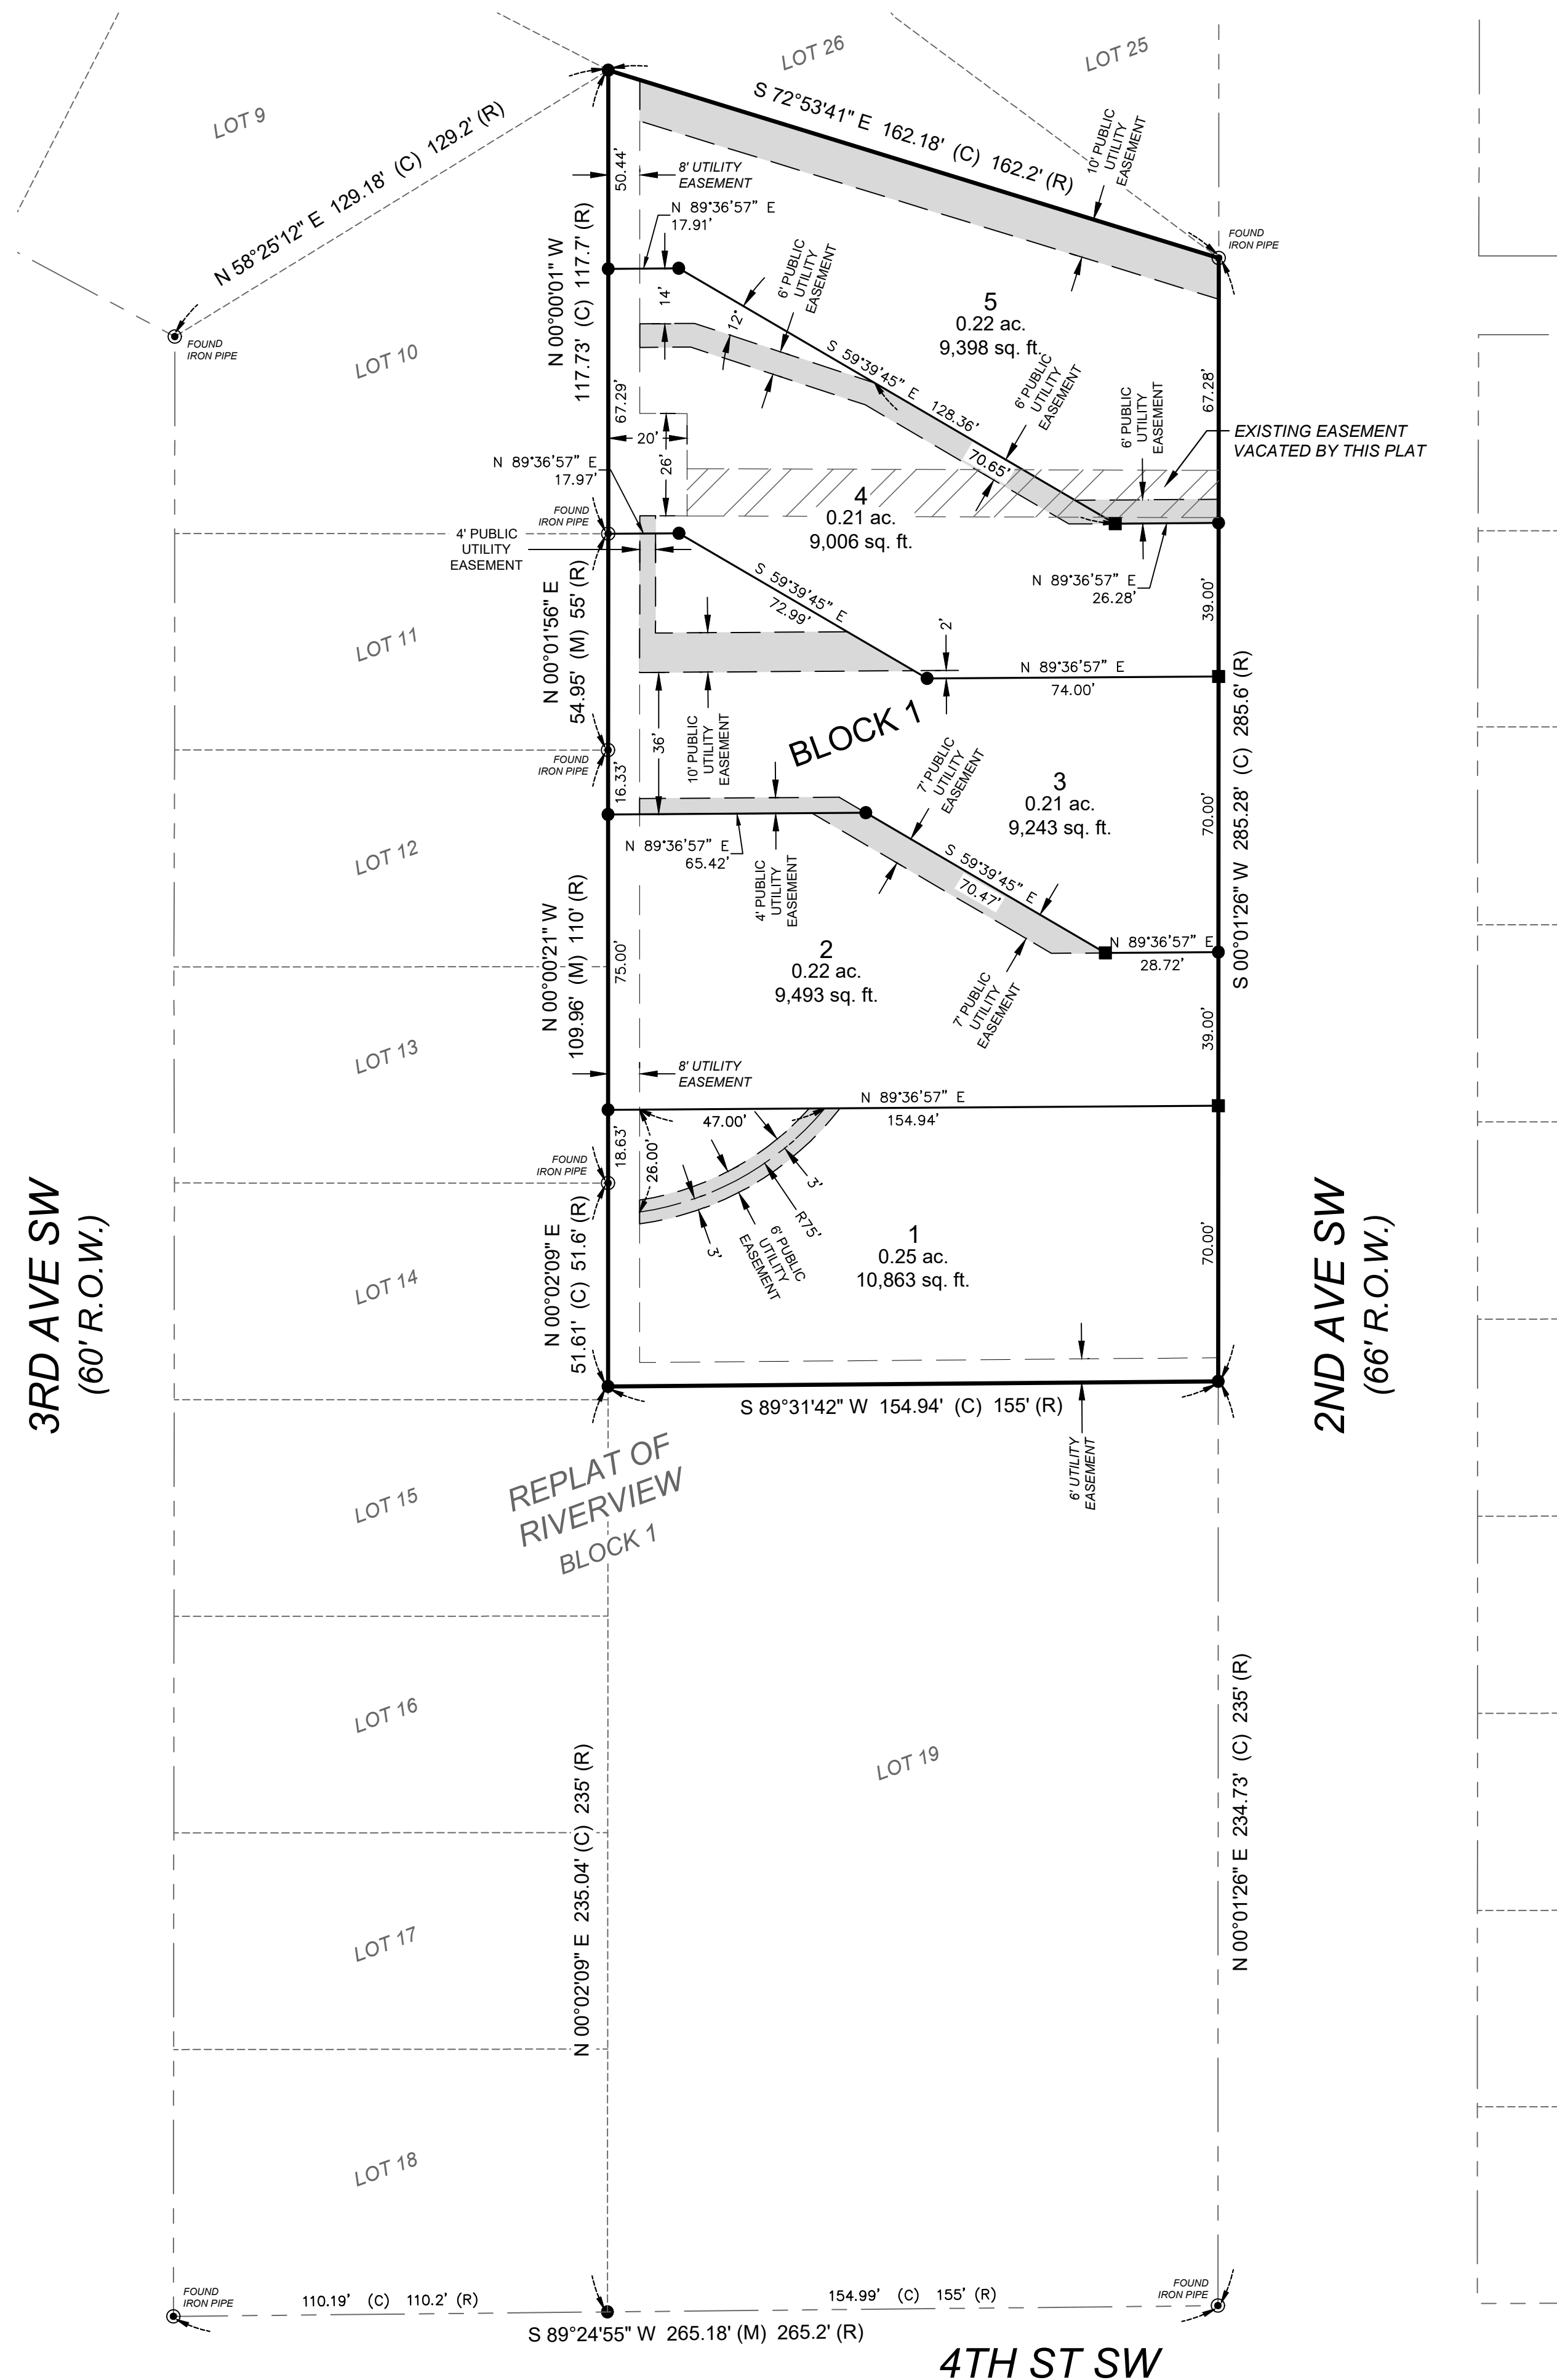 LOT 26
LOT 25
LOT 9
S 72°53'41" E 162.18' (C) 162.2' (R)
N 58°25'12" E 129.18' (C) 129.2' (R)
10' PUBLIC
UTILITY
EASEMENT
50.44'
8' UTILITY
EASEMENT
N 89°36'57" E
17.91'
FOUND
IRON PIPE
FOUND
IRON PIPE
LOT 10
N 00°00'01" W
117.73' (C) 117.7' (R)
14'
12'
6' PUBLIC
UTILITY
EASEMENT
5
0.22 ac.
9,398 sq. ft.
S 59°39'45" E 128.36'
6' PUBLIC
UTILITY
EASEMENT
6' PUBLIC
UTILITY
EASEMENT
67.28'
67.29'
20'
26'
70.65'
EXISTING EASEMENT
VACATED BY THIS PLAT
N 89°36'57" E
17.97'
FOUND
IRON PIPE
4' PUBLIC
UTILITY
EASEMENT
4
0.21 ac.
9,006 sq. ft.
N 89°36'57" E
26.28'
39.00'
S 59°39'45" E
72.99'
LOT 11
N 00°01'56" E
54.95' (M) 55' (R)
2'
N 89°36'57" E
74.00'
S 00°01'26" W 285.28' (C) 285.6' (R)
FOUND
IRON PIPE
16.33'
36'
10' PUBLIC
UTILITY
EASEMENT
BLOCK 1
7' PUBLIC
UTILITY
EASEMENT
3
0.21 ac.
9,243 sq. ft.
70.00'
LOT 12
N 89°36'57" E
65.42'
4' PUBLIC
UTILITY
EASEMENT
S 59°39'45" E
70.47'
N 89°36'57" E
28.72'
N 00°00'21" W
109.96' (M) 110' (R)
75.00'
2
0.22 ac.
9,493 sq. ft.
7' PUBLIC
UTILITY
EASEMENT
39.00'
LOT 13
8' UTILITY
EASEMENT
N 89°36'57" E
154.94'
47.00'
18.63'
26.00'
FOUND
IRON PIPE
3'
R75'
3'
6' PUBLIC
UTILITY
EASEMENT
1
0.25 ac.
10,863 sq. ft.
70.00'
3RD AVE SW
(60' R.O.W.)
2ND AVE SW
(66' R.O.W.)
LOT 14
N 00°02'09" E
51.61' (C) 51.6' (R)
S 89°31'42" W 154.94' (C) 155' (R)
6' UTILITY
EASEMENT
LOT 15
REPLAT OF
RIVERVIEW
BLOCK 1
LOT 16
LOT 19
N 00°02'09" E 235.04' (C) 235' (R)
N 00°01'26" E 234.73' (C) 235' (R)
LOT 17
LOT 18
FOUND
IRON PIPE
110.19' (C) 110.2' (R)
154.99' (C) 155' (R)
FOUND
IRON PIPE
S 89°24'55" W 265.18' (M) 265.2' (R)
4TH ST SW